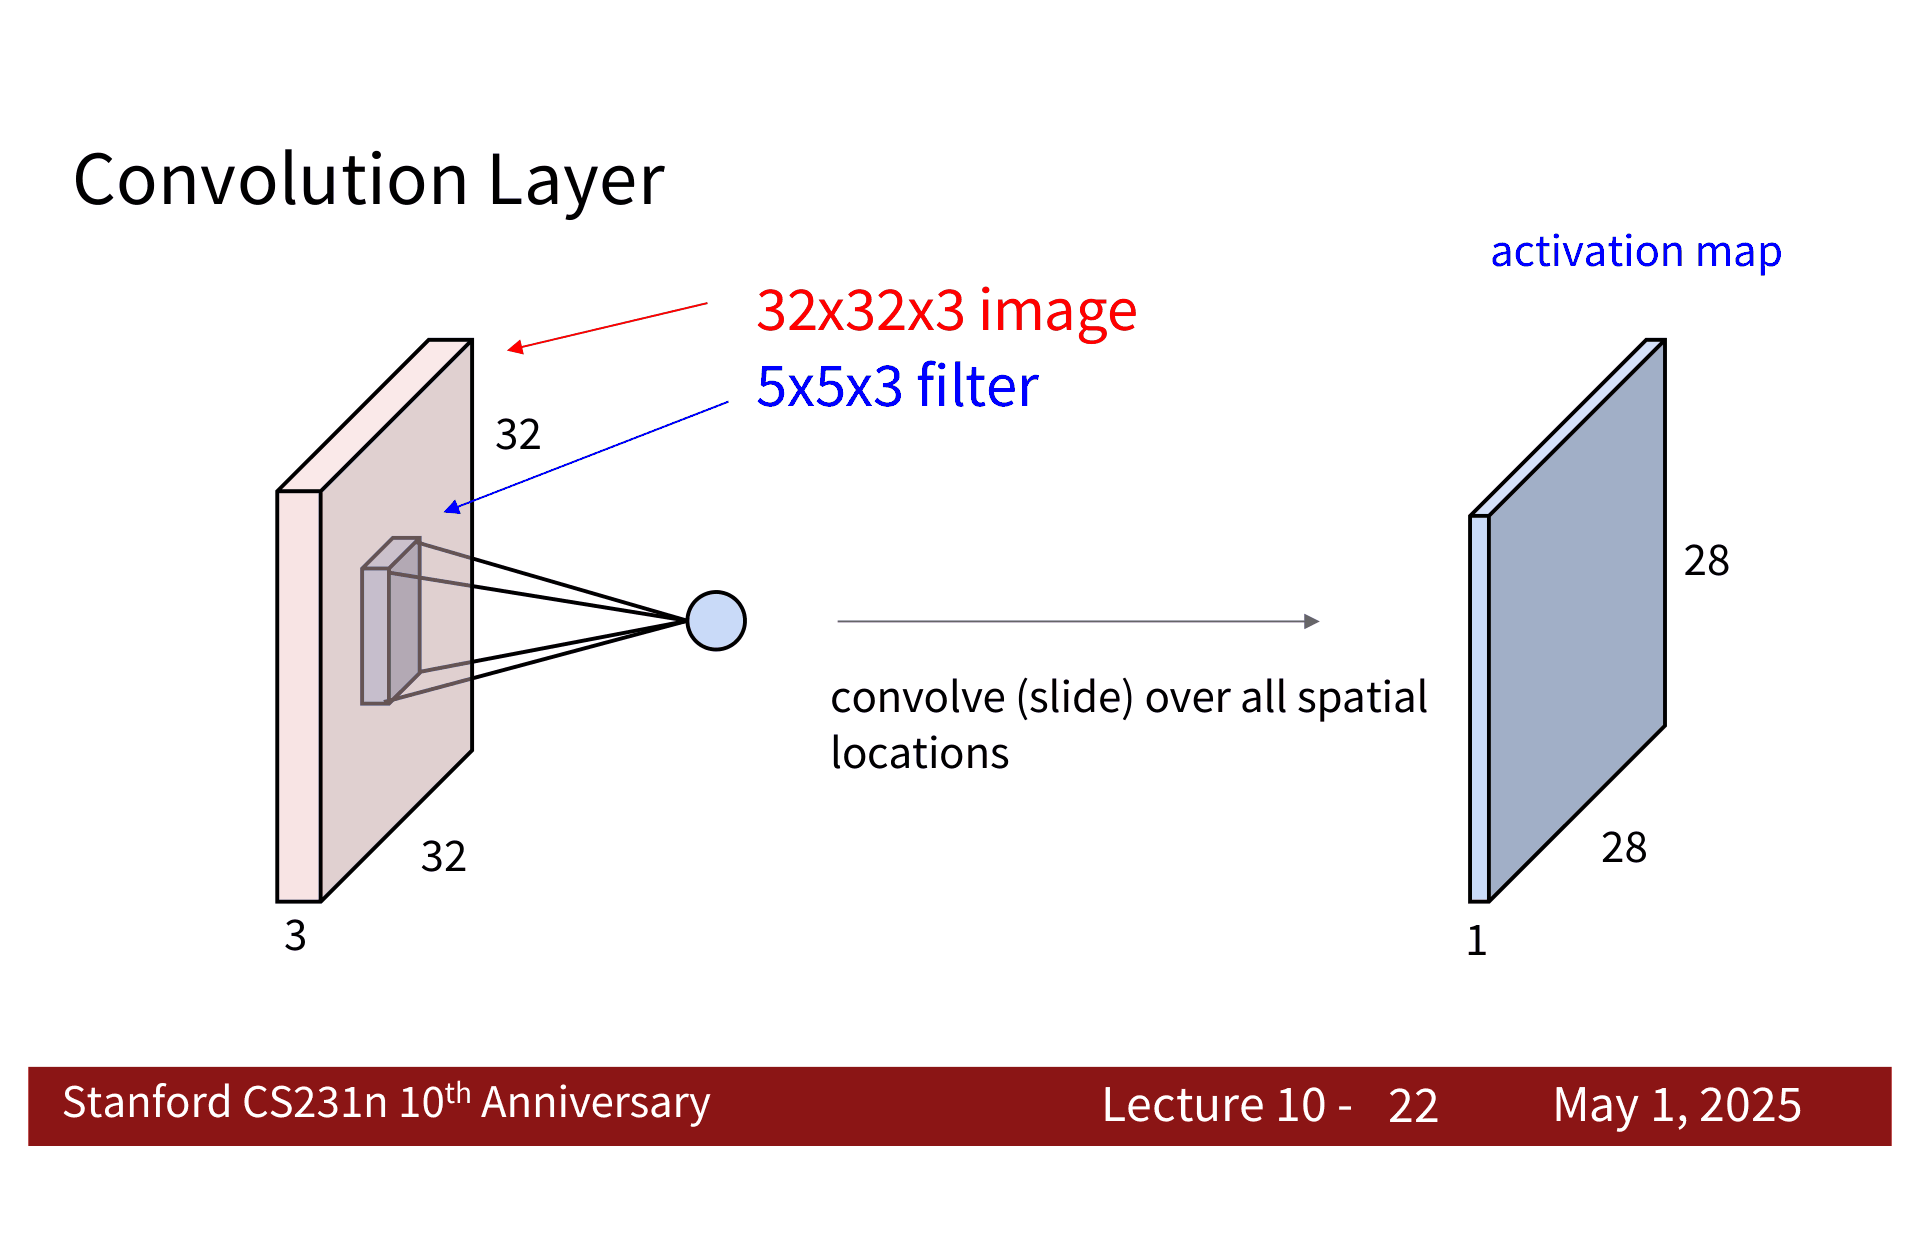 Convolution Layer
activation map
32x32x3 image
5x5x3 filter
32
28
convolve (slide) over all spatial
locations
32
28
3
1
Stanford CS231n 10th Anniversary
Lecture 10 - 22
May 1, 2025